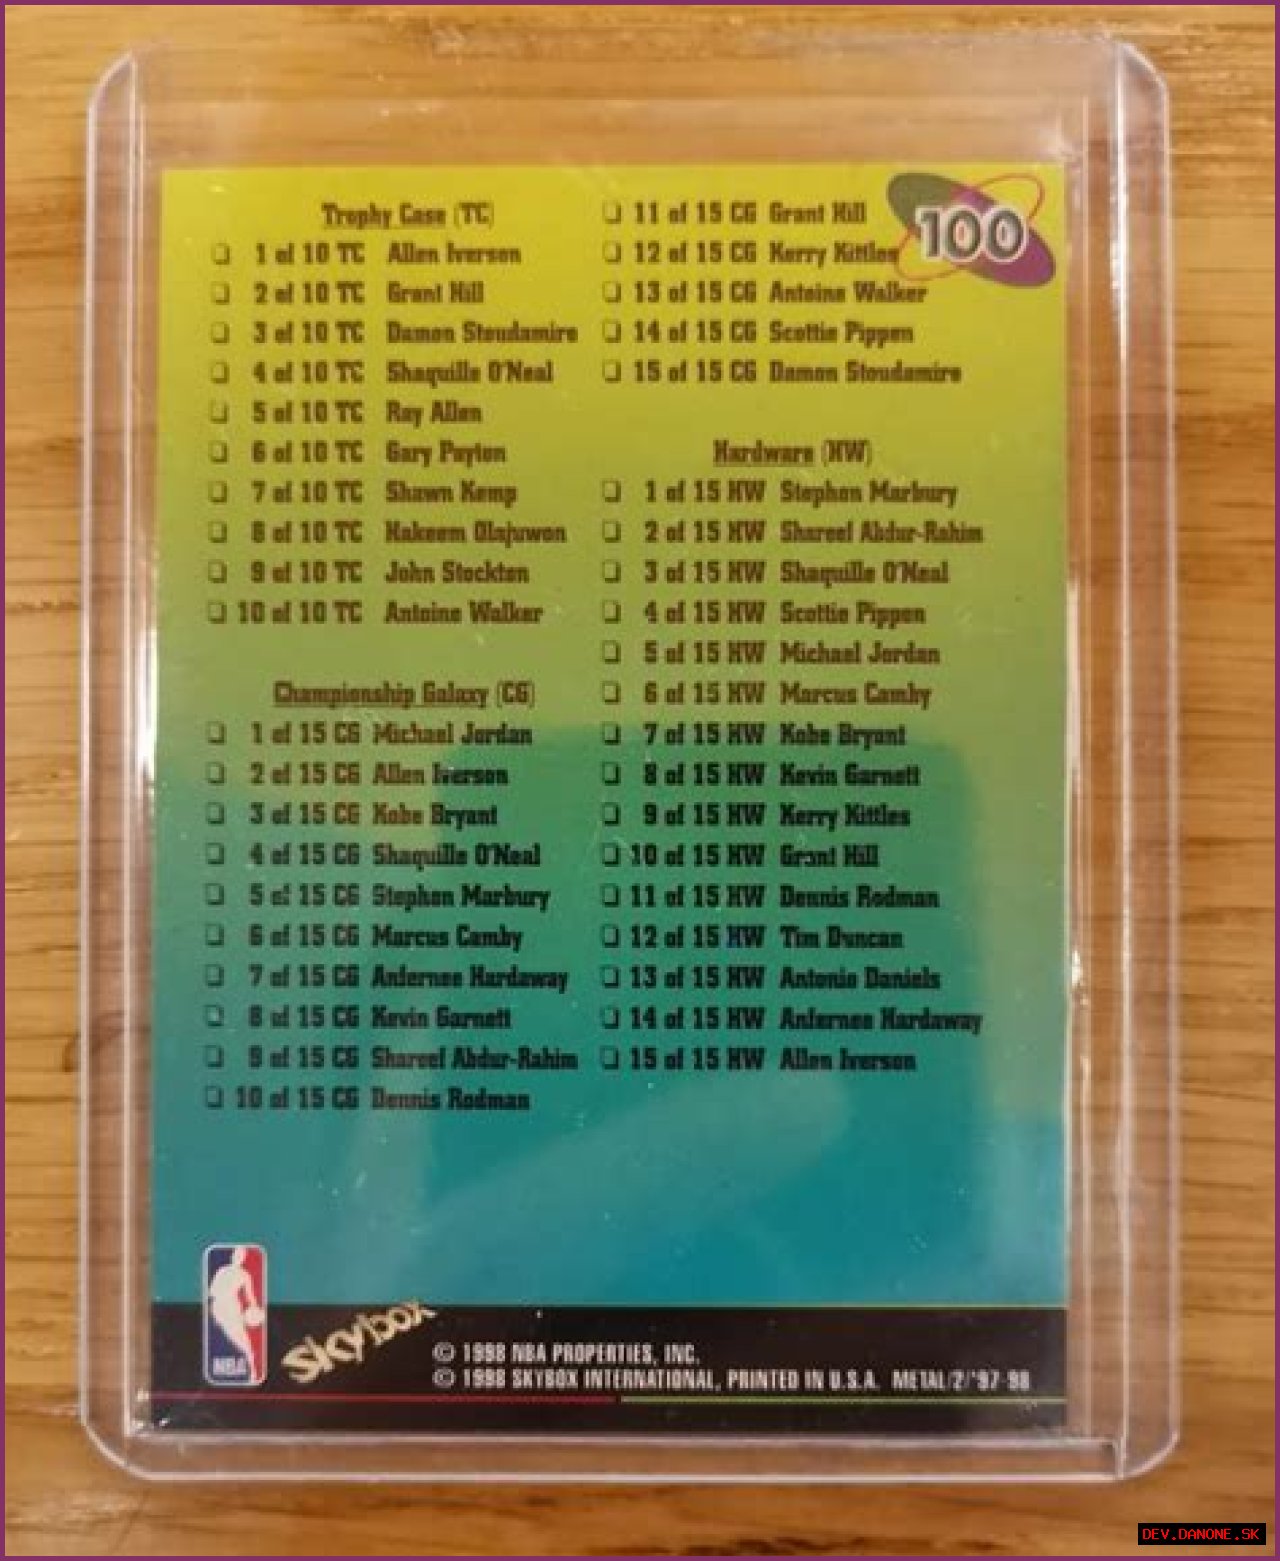 Trophy Case (TC)
1 of 10 TC Allen Iverson
2 of 10 TC Grant Hill
3 of 10 TC Damon Stoudamire
4 of 10 TC Shaquille O'Neal
5 of 10 TC Ray Allen
6 of 10 TC Gary Payton
7 of 10 TC Shawn Kemp
8 of 10 TC Hakeem Olajuwon
9 of 10 TC John Stockton
10 of 10 TC Antoine Walker
Championship Galaxy (CG)
1 of 15 CG Michael Jordan
2 of 15 CG Allen Iverson
3 of 15 CG Kobe Bryant
4 of 15 CG Shaquille O'Neal
5 of 15 CG Stephon Marbury
6 of 15 CG Marcus Camby
7 of 15 CG Anfernee Hardaway
8 of 15 CG Kevin Garnett
9 of 15 CG Shareef Abdur-Rahim
10 of 15 CG Dennis Rodman
11 of 15 CG Grant Hill
12 of 15 CG Kerry Kittles
13 of 15 CG Antoine Walker
14 of 15 CG Scottie Pippen
15 of 15 CG Damon Stoudamire
100
Hardware (HW)
1 of 15 HW Stephon Marbury
2 of 15 HW Shareef Abdur-Rahim
3 of 15 HW Shaquille O'Neal
4 of 15 HW Scottie Pippen
5 of 15 HW Michael Jordan
6 of 15 HW Marcus Camby
7 of 15 HW Kobe Bryant
8 of 15 HW Kevin Garnett
9 of 15 HW Kerry Kittles
10 of 15 HW Grant Hill
11 of 15 HW Dennis Rodman
12 of 15 HW Tim Duncan
13 of 15 HW Antonio Daniels
14 of 15 HW Anfernee Hardaway
15 of 15 HW Allen Iverson
NBA
Skybox
© 1998 NBA PROPERTIES, INC.
© 1998 SKYBOX INTERNATIONAL, PRINTED IN U.S.A. METAL/2/'97-98
DEV.DANONE.SK